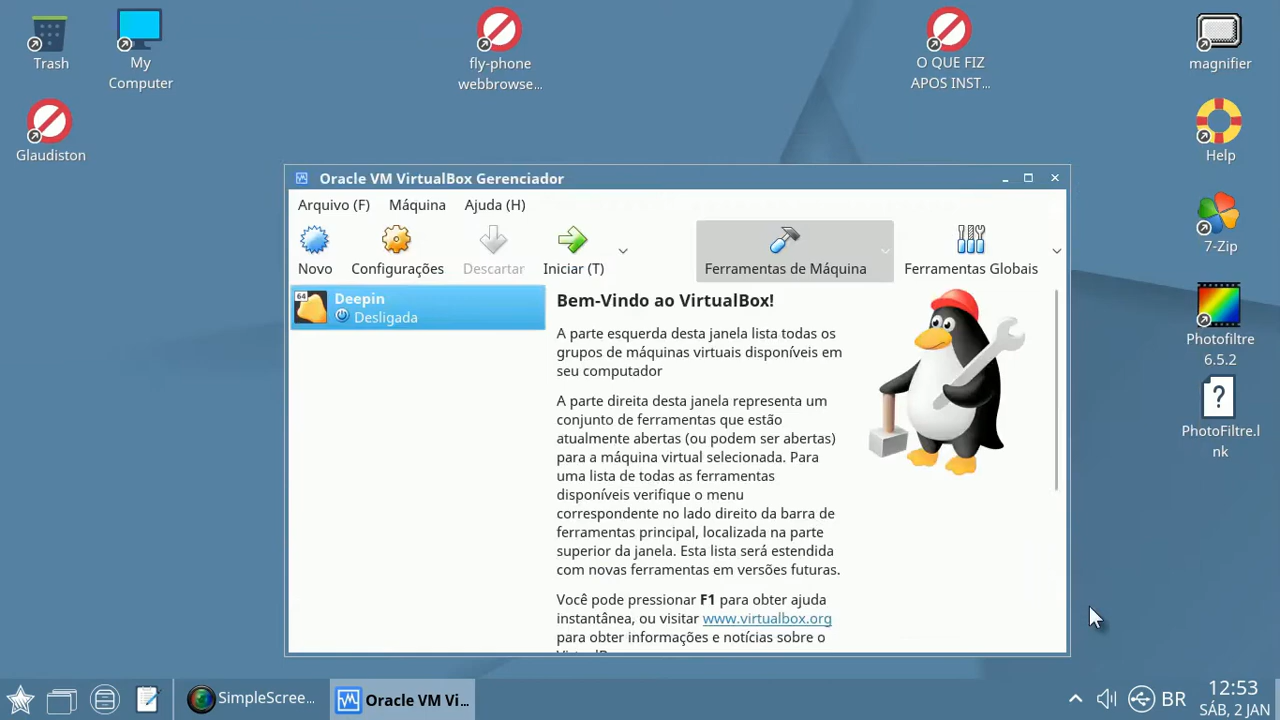 Trash
My
Computer
fly-phone
webbrowse...
O QUE FIZ
APOS INST...
magnifier
Glaudiston
Help
7-Zip
Photofiltre
6.5.2
PhotoFiltre.l
nk
Oracle VM VirtualBox Gerenciador
Arquivo (F) Máquina Ajuda (H)
Novo Configurações Descartar Iniciar (T) Ferramentas de Máquina Ferramentas Globais
64
Deepin
Desligada
Bem-Vindo ao VirtualBox!
A parte esquerda desta janela lista todas os
grupos de máquinas virtuais disponíveis em
seu computador
A parte direita desta janela representa um
conjunto de ferramentas que estão
atualmente abertas (ou podem ser abertas)
para a máquina virtual selecionada. Para
uma lista de todas as ferramentas
disponíveis verifique o menu
correspondente no lado direito da barra de
ferramentas principal, localizada na parte
superior da janela. Esta lista será estendida
com novas ferramentas em versões futuras.
Você pode pressionar F1 para obter ajuda
instantânea, ou visitar www.virtualbox.org
para obter informações e notícias sobre o
SimpleScree... Oracle VM Vi... BR 12:53
SÁB, 2 JAN